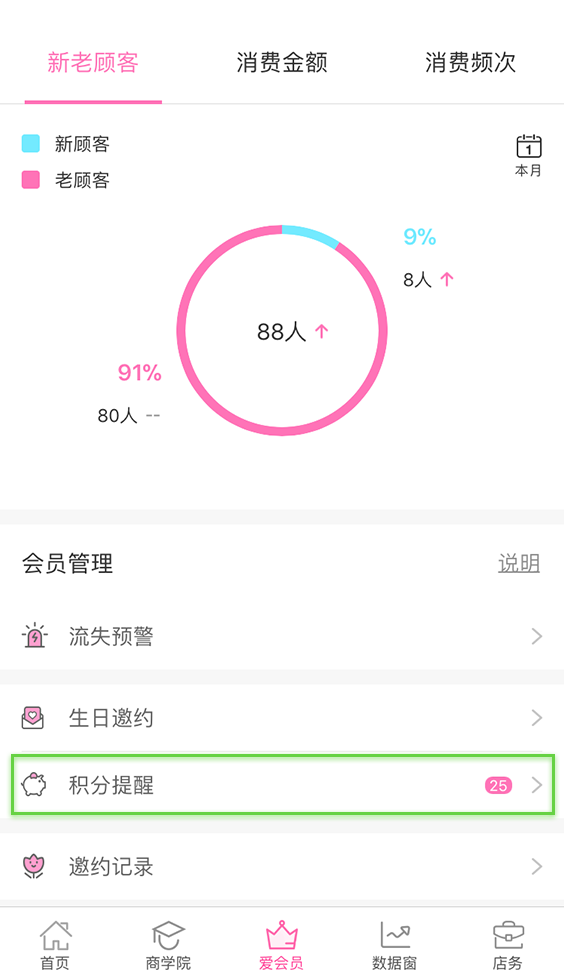 新老顾客 消费金额 消费频次
新顾客
老顾客
1
本月
9%
8人 ↑
88人 ↑
91%
80人 --
会员管理 说明
流失预警
生日邀约
积分提醒 25
邀约记录
首页 商学院 爱会员 数据窗 店务